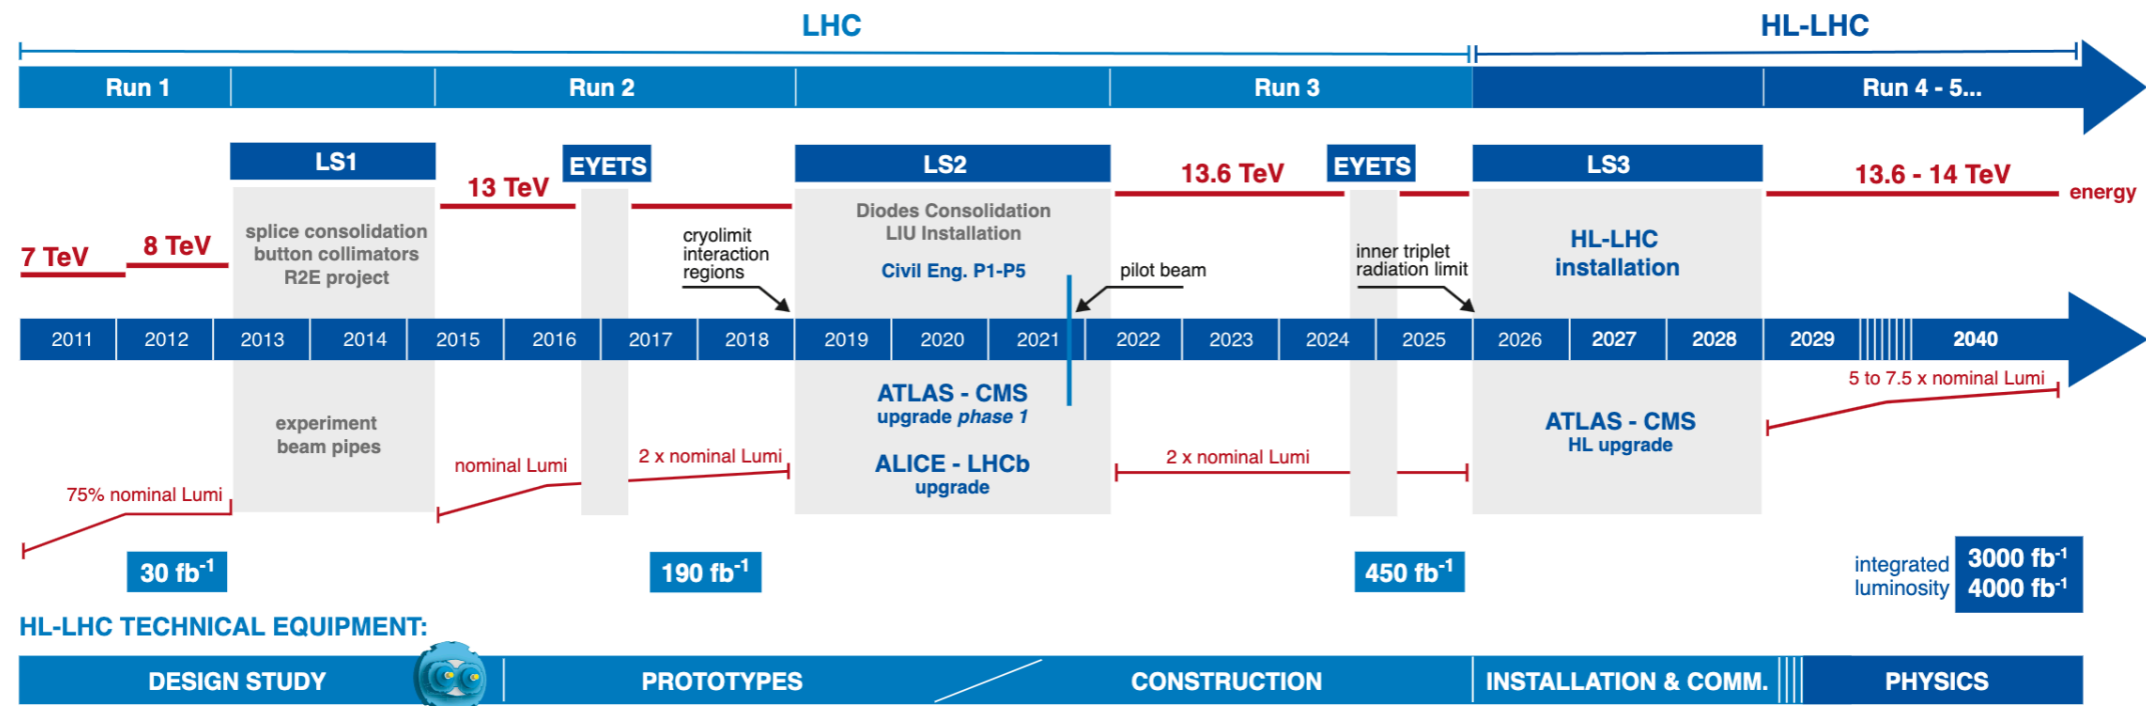 LHC
HL-LHC
Run 1
Run 2
Run 3
Run 4 - 5...
LS1
EYETS
LS2
EYETS
LS3
13 TeV
13.6 TeV
13.6 - 14 TeV
energy
7 TeV
8 TeV
splice consolidation
button collimators
R2E project
cryolimit
interaction
regions
Diodes Consolidation
LIU Installation
Civil Eng. P1-P5
pilot beam
inner triplet
radiation limit
HL-LHC
installation
2011
2012
2013
2014
2015
2016
2017
2018
2019
2020
2021
2022
2023
2024
2025
2026
2027
2028
2029
2040
experiment
beam pipes
ATLAS - CMS
upgrade phase 1
ALICE - LHCb
upgrade
ATLAS - CMS
HL upgrade
5 to 7.5 x nominal Lumi
75% nominal Lumi
nominal Lumi
2 x nominal Lumi
2 x nominal Lumi
30 fb-1
190 fb-1
450 fb-1
integrated
luminosity
3000 fb-1
4000 fb-1
HL-LHC TECHNICAL EQUIPMENT:
DESIGN STUDY
PROTOTYPES
CONSTRUCTION
INSTALLATION & COMM.
PHYSICS